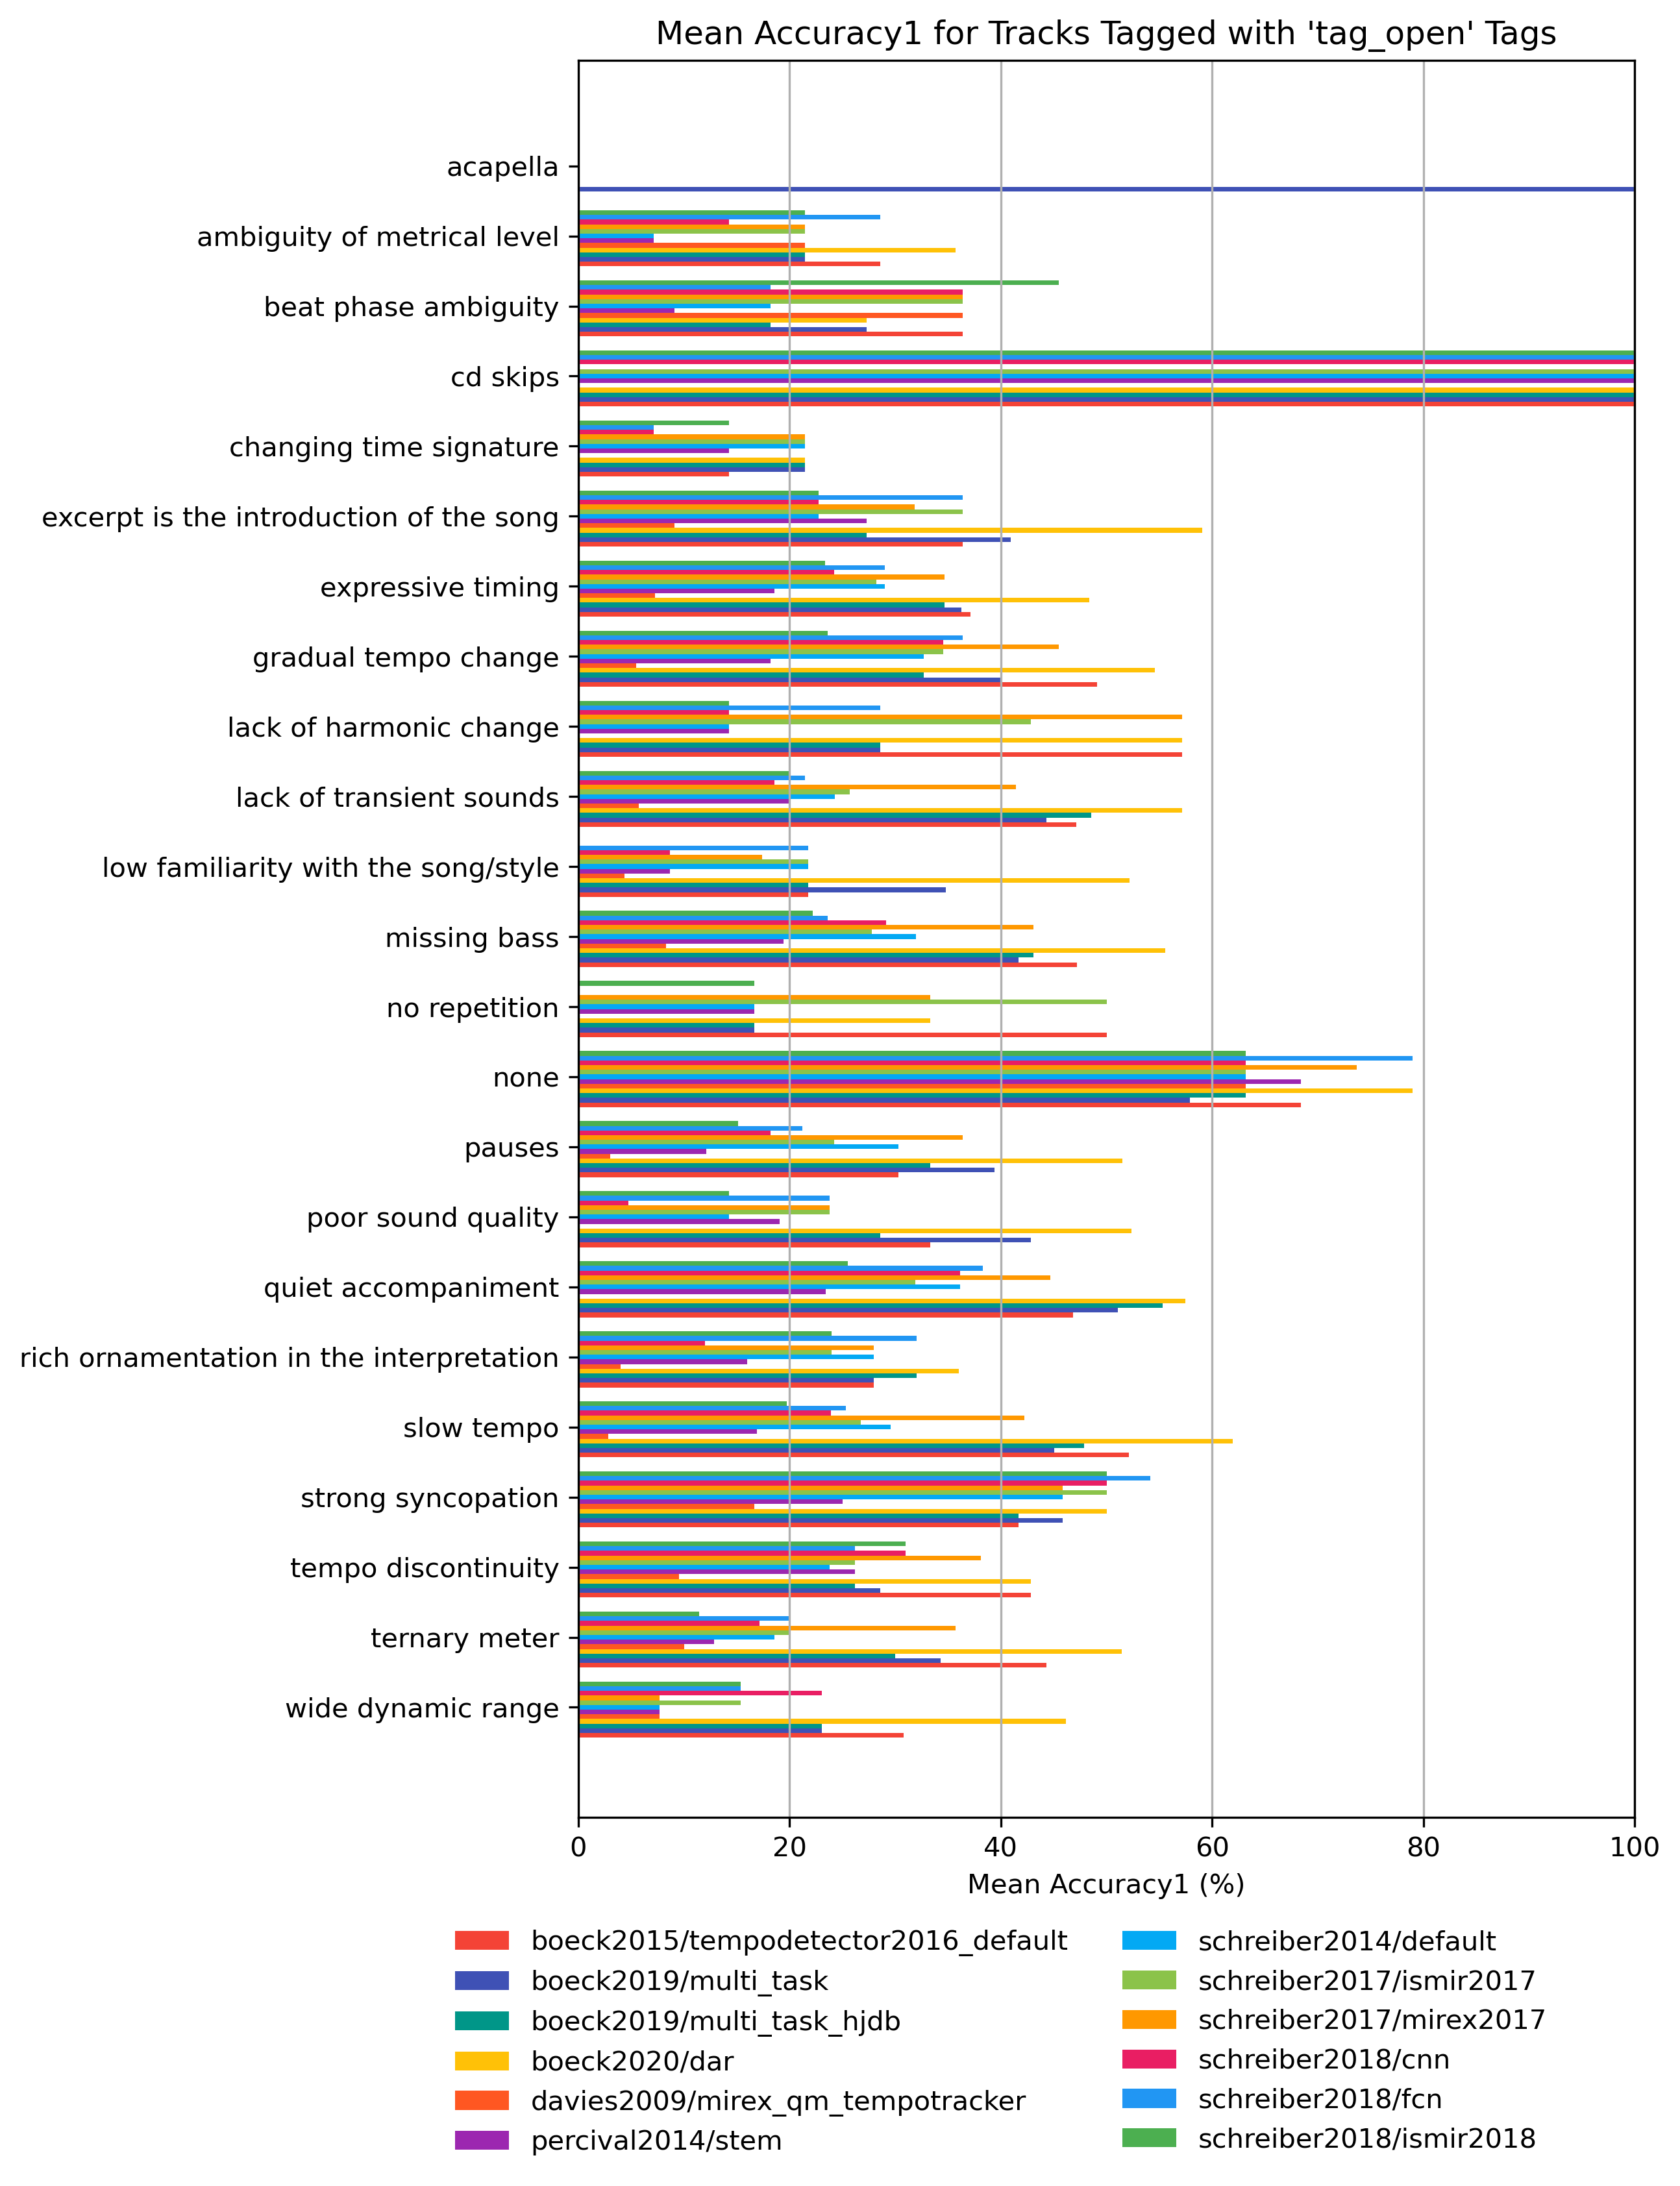 Mean Accuracy1 for Tracks Tagged with 'tag_open' Tags
acapella
ambiguity of metrical level
beat phase ambiguity
cd skips
changing time signature
excerpt is the introduction of the song
expressive timing
gradual tempo change
lack of harmonic change
lack of transient sounds
low familiarity with the song/style
missing bass
no repetition
none
pauses
poor sound quality
quiet accompaniment
rich ornamentation in the interpretation
slow tempo
strong syncopation
tempo discontinuity
ternary meter
wide dynamic range
0 20 40 60 80 100
Mean Accuracy1 (%)
boeck2015/tempodetector2016_default
boeck2019/multi_task
boeck2019/multi_task_hjdb
boeck2020/dar
davies2009/mirex_qm_tempotracker
percival2014/stem
schreiber2014/default
schreiber2017/ismir2017
schreiber2017/mirex2017
schreiber2018/cnn
schreiber2018/fcn
schreiber2018/ismir2018